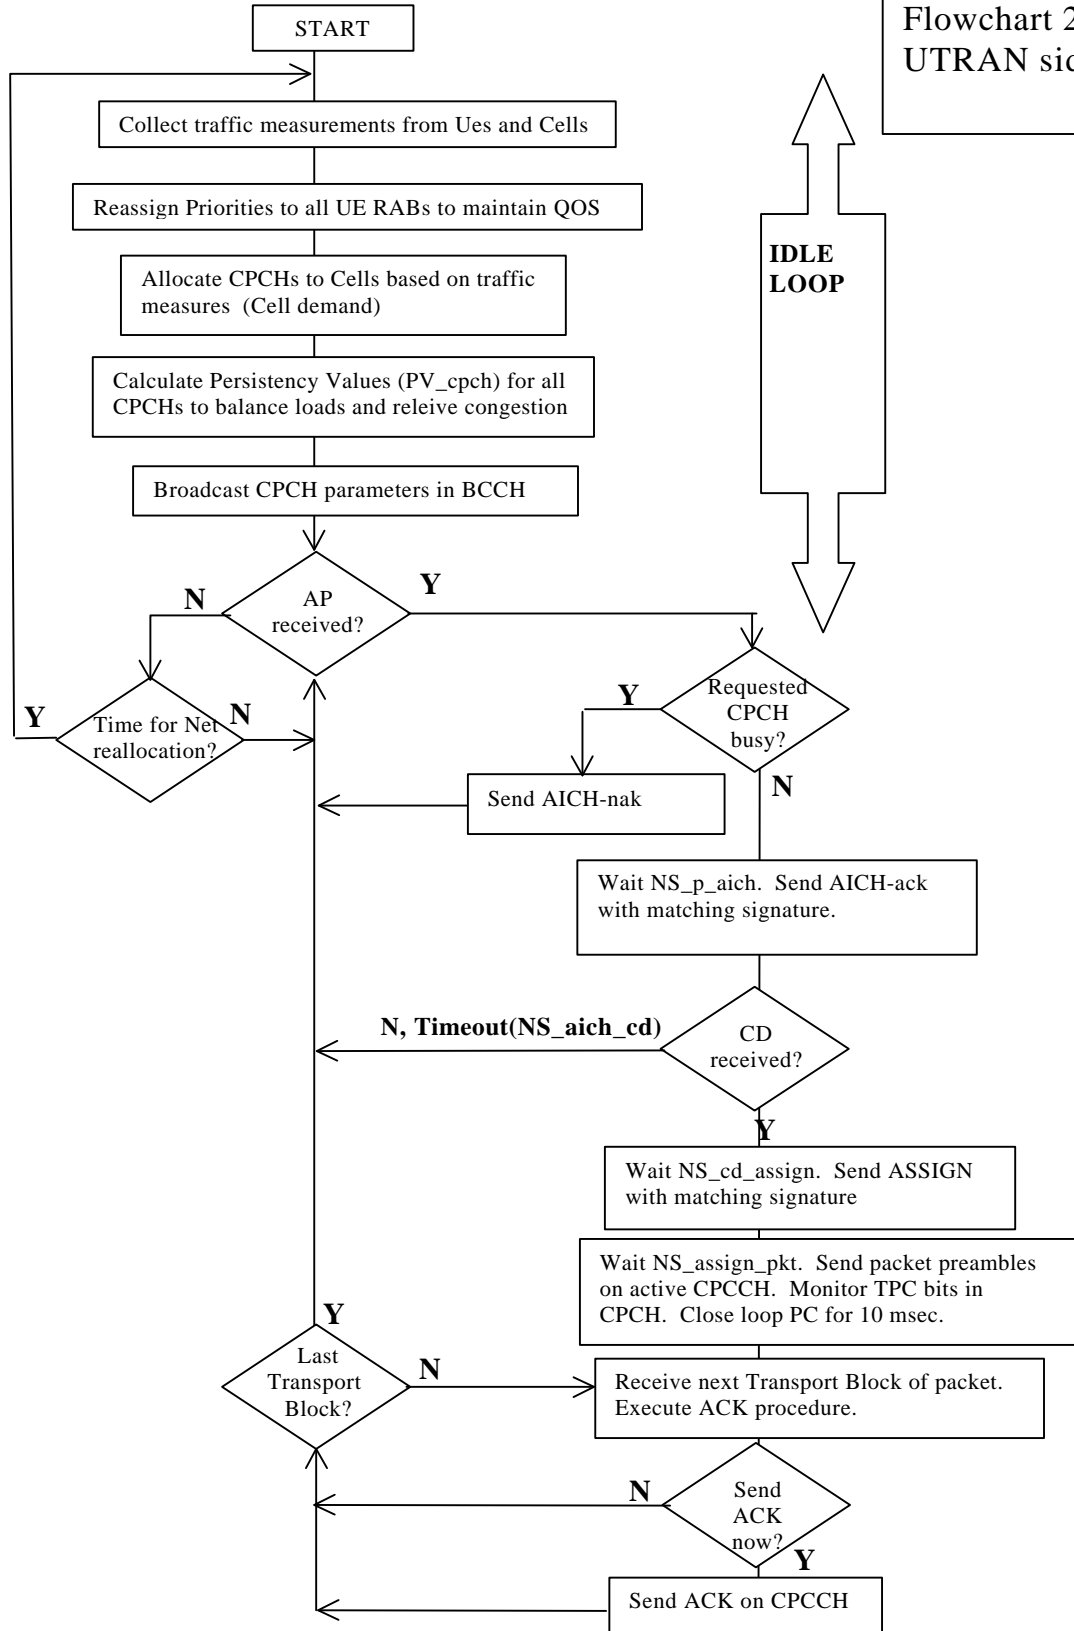 START
Flowchart 2
UTRAN sid
Collect traffic measurements from Ues and Cells
Reassign Priorities to all UE RABs to maintain QOS
IDLE
LOOP
Allocate CPCHs to Cells based on traffic
measures (Cell demand)
Calculate Persistency Values (PV_cpch) for all
CPCHs to balance loads and releive congestion
Broadcast CPCH parameters in BCCH
N
AP
received?
Y
Y
Time for Net
reallocation?
N
Y
Requested
CPCH
busy?
N
Send AICH-nak
Wait NS_p_aich. Send AICH-ack
with matching signature.
N, Timeout(NS_aich_cd)
CD
received?
Y
Wait NS_cd_assign. Send ASSIGN
with matching signature
Wait NS_assign_pkt. Send packet preambles
on active CPCCH. Monitor TPC bits in
CPCH. Close loop PC for 10 msec.
Y
Last
Transport
Block?
N
Receive next Transport Block of packet.
Execute ACK procedure.
N
Send
ACK
now?
Y
Send ACK on CPCCH